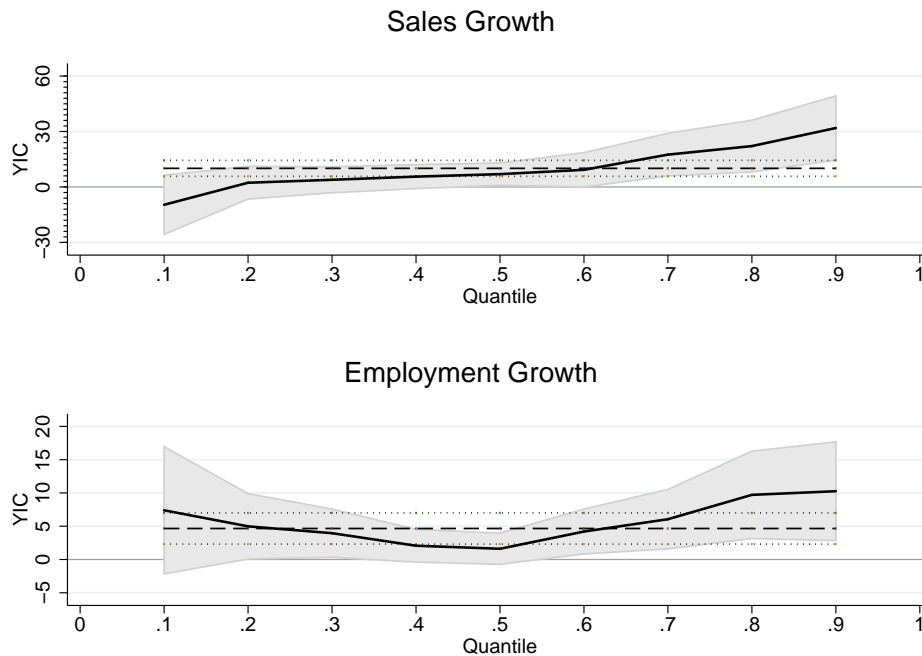 Sales Growth
YIC
60
30
0
−30
0 .1 .2 .3 .4 .5 .6 .7 .8 .9 1
Quantile
Employment Growth
YIC
20
15
10
5
0
−5
0 .1 .2 .3 .4 .5 .6 .7 .8 .9 1
Quantile